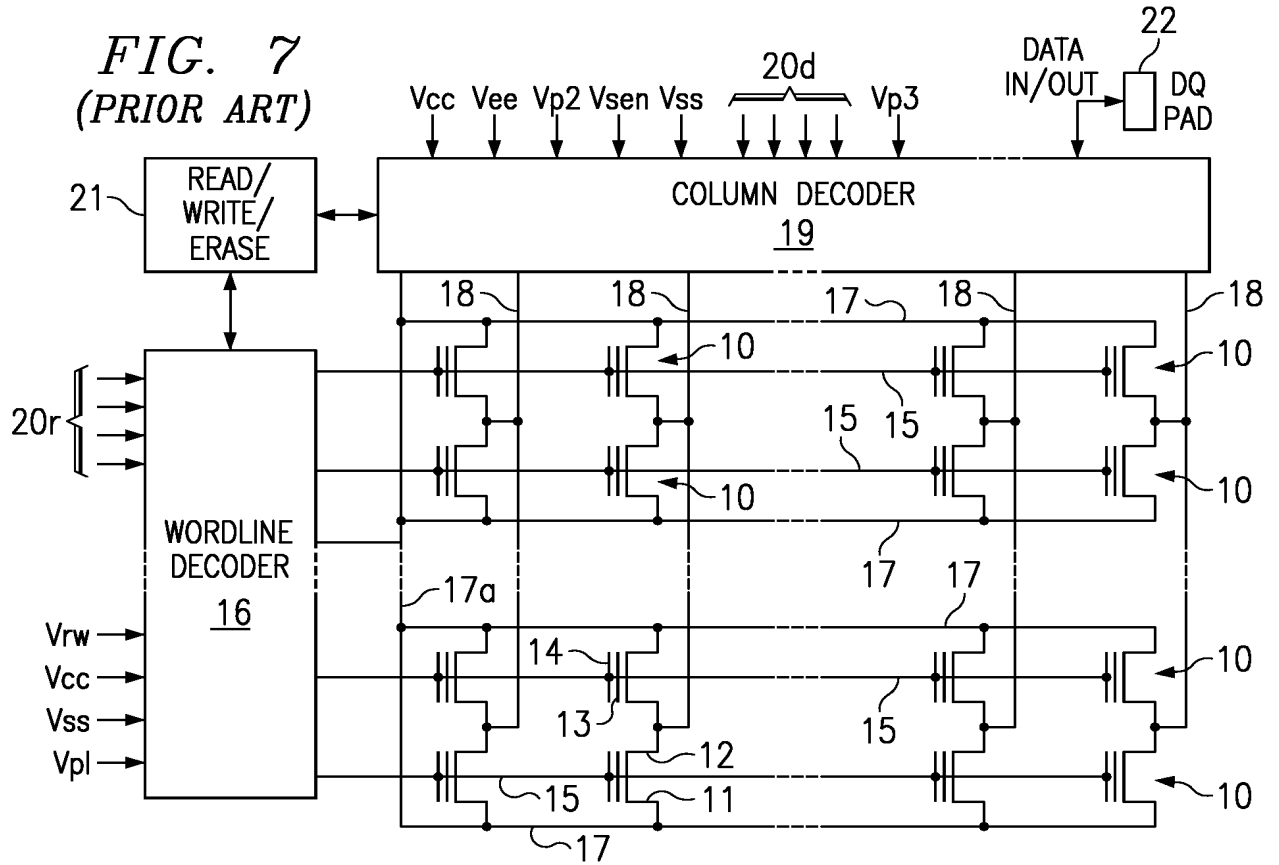 FIG. 7
(PRIOR ART)
Vcc Vee Vp2 Vsen Vss 20d Vp3
DATA IN/OUT
22
DQ PAD
21
READ/
WRITE/
ERASE
COLUMN DECODER
19
18 18 17 18 18
10 10
20r
15
15
10 10
WORDLINE
DECODER
16
17
17a 17
Vrw
Vcc
Vss
Vpl
14
13
10
15
12
11
15
10
17